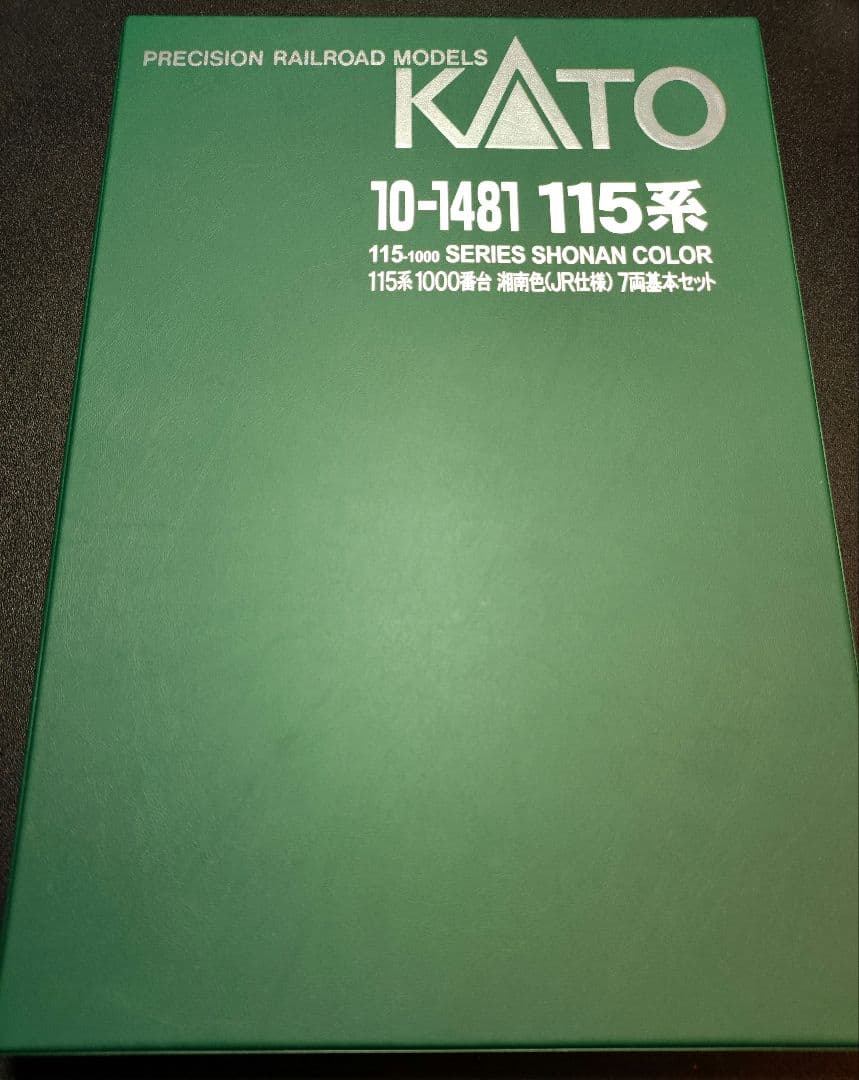 PRECISION RAILROAD MODELS
KATO
10-1481 115系
115-1000 SERIES SHONAN COLOR
115系1000番台 湘南色(JR仕様) 7両基本セット